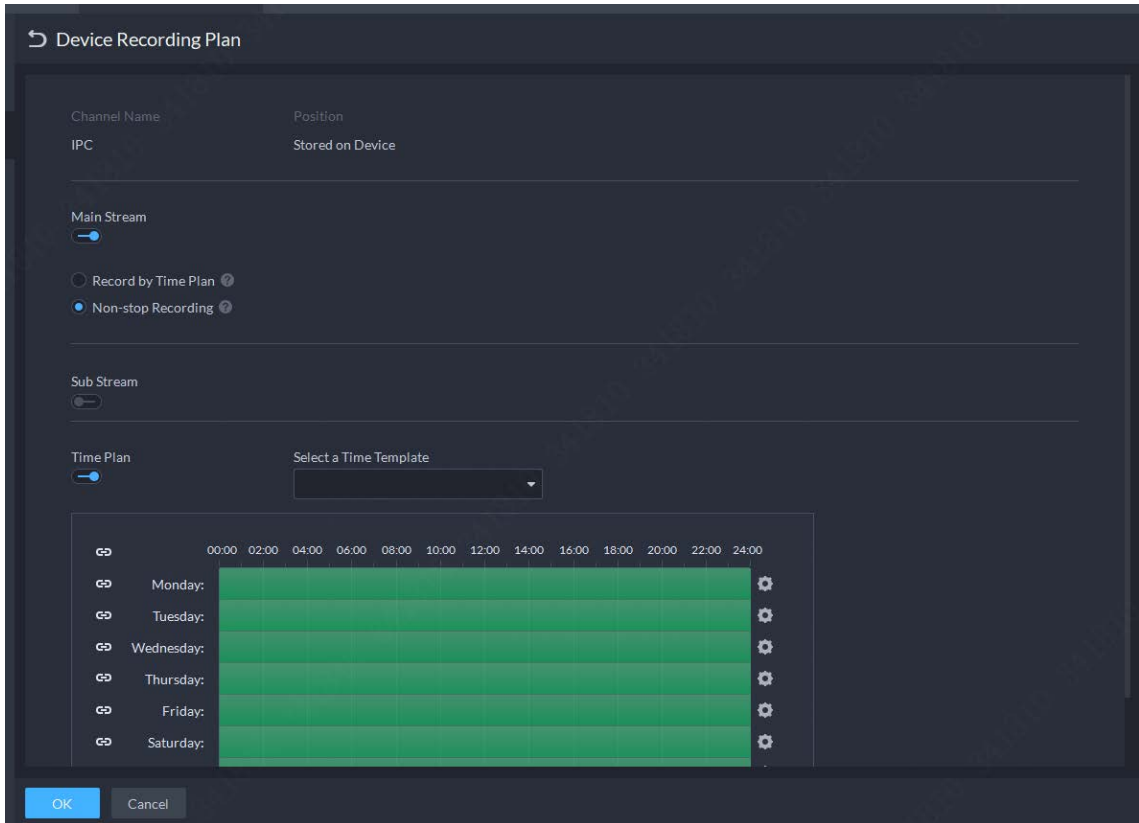 Device Recording Plan
Channel Name Position
IPC Stored on Device
Main Stream
Record by Time Plan ?
Non-stop Recording ?
Sub Stream
Time Plan Select a Time Template
00:00 02:00 04:00 06:00 08:00 10:00 12:00 14:00 16:00 18:00 20:00 22:00 24:00
Monday:
Tuesday:
Wednesday:
Thursday:
Friday:
Saturday:
OK Cancel